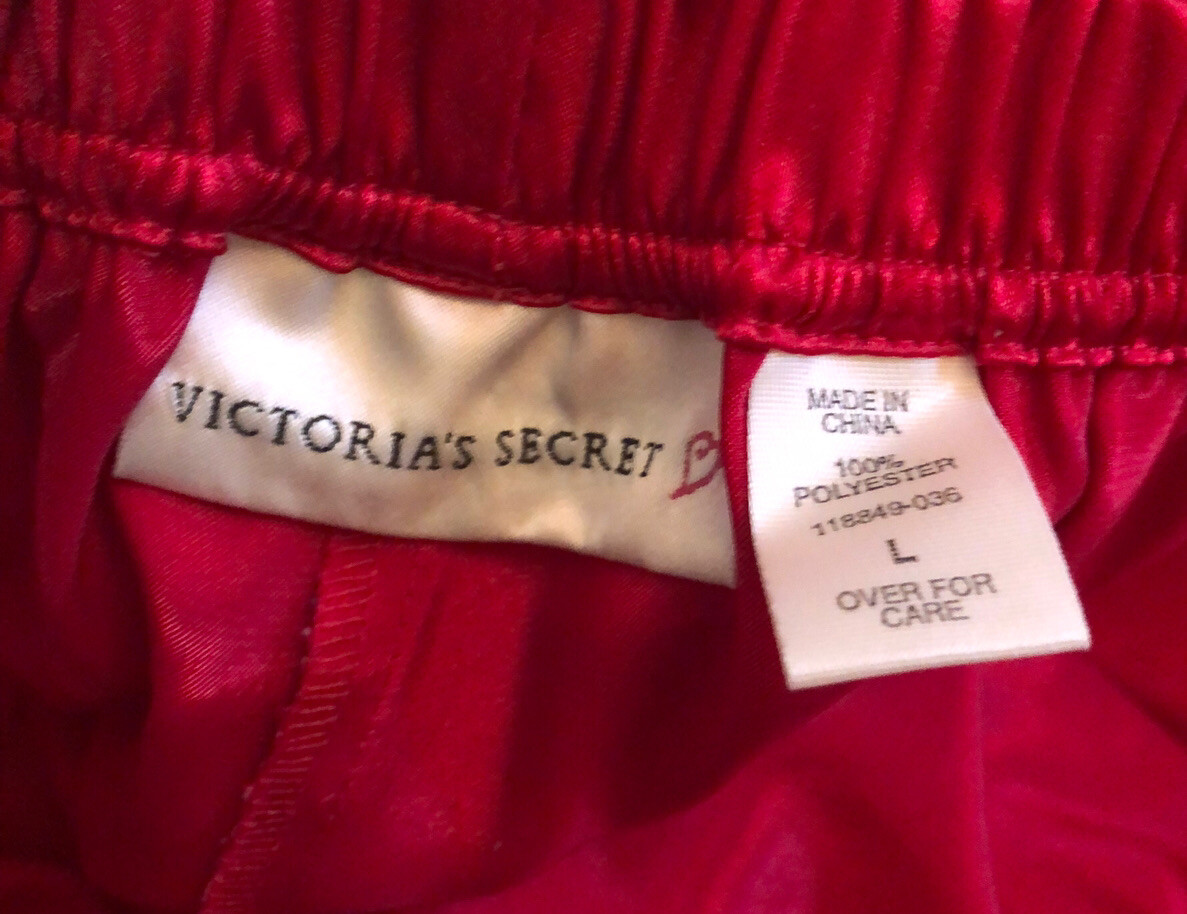 VICTORIA'S SECRET
MADE IN
CHINA
100%
POLYESTER
118849-036
L
OVER FOR
CARE